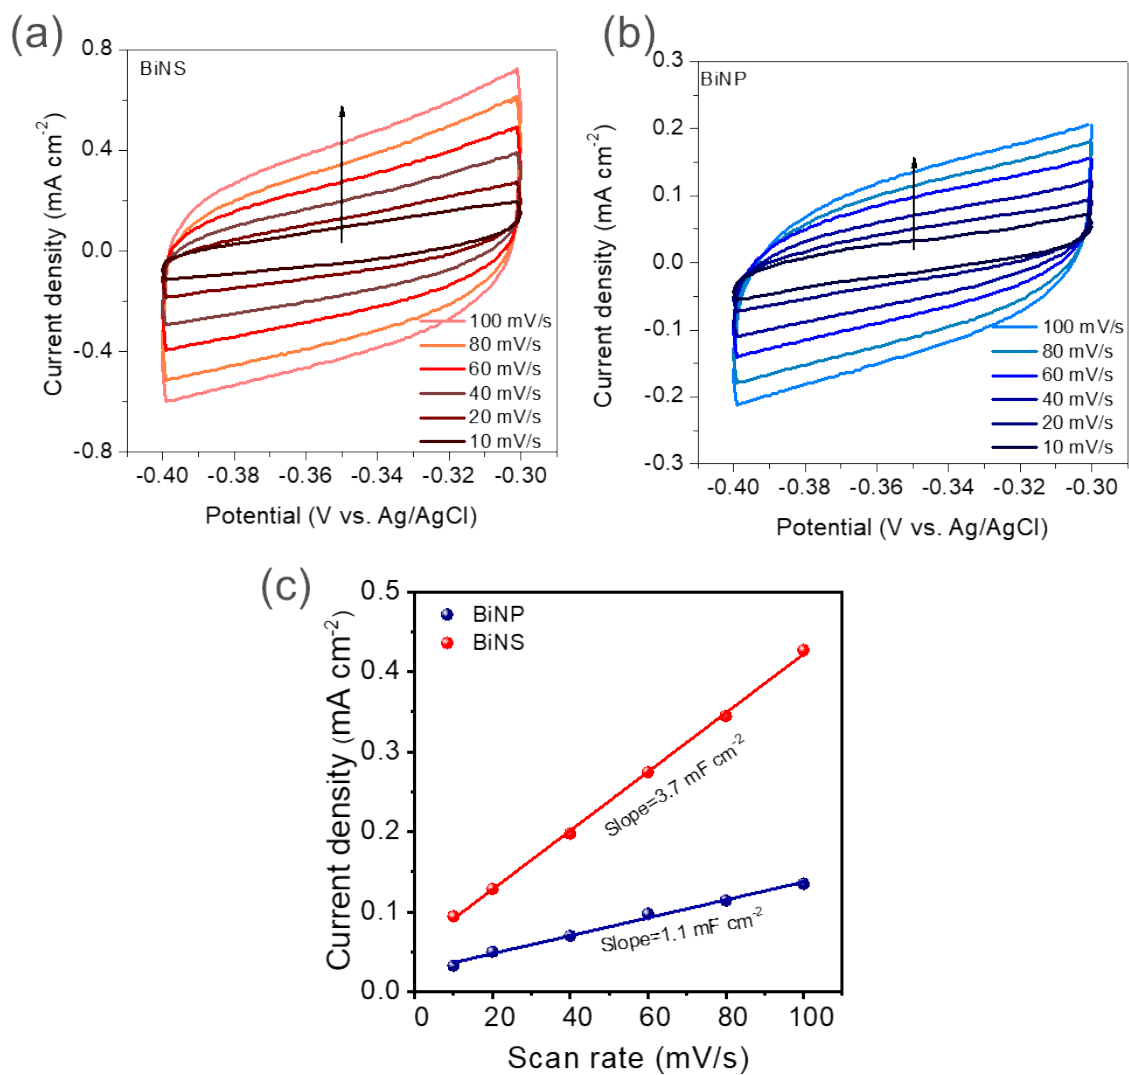 (a)
BiNS
0.8
0.4
0.0
-0.4
-0.8
Current density (mA cm-2)
100 mV/s
80 mV/s
60 mV/s
40 mV/s
20 mV/s
10 mV/s
-0.40 -0.38 -0.36 -0.34 -0.32 -0.30
Potential (V vs. Ag/AgCl)
(b)
BiNP
0.3
0.2
0.1
0.0
-0.1
-0.2
-0.3
Current density (mA cm-2)
100 mV/s
80 mV/s
60 mV/s
40 mV/s
20 mV/s
10 mV/s
-0.40 -0.38 -0.36 -0.34 -0.32 -0.30
Potential (V vs. Ag/AgCl)
(c)
BiNP
BiNS
0.5
0.4
0.3
0.2
0.1
0.0
Current density (mA cm-2)
Slope=3.7 mF cm-2
Slope=1.1 mF cm-2
0 20 40 60 80 100
Scan rate (mV/s)